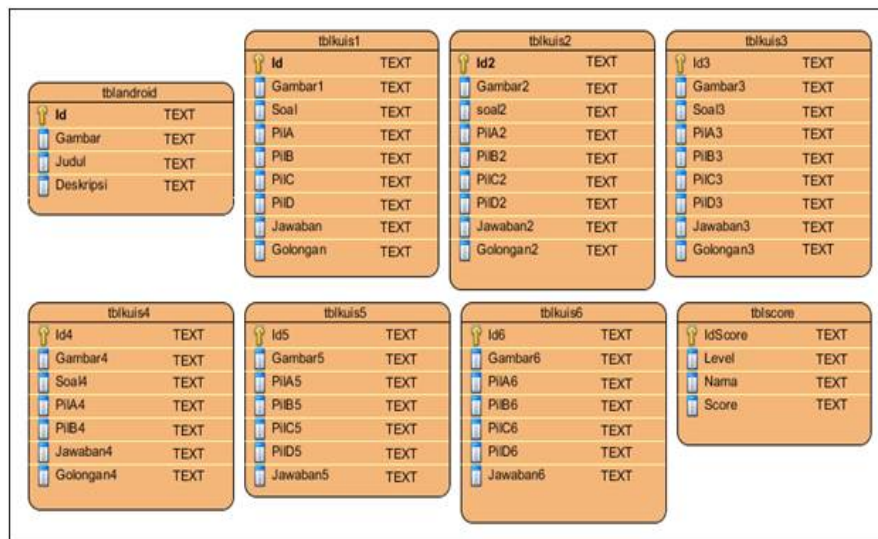 tblandroid
Id TEXT
Gambar TEXT
Judul TEXT
Deskripsi TEXT
tblkuis1
Id TEXT
Gambar1 TEXT
Soal TEXT
PilA TEXT
PilB TEXT
PilC TEXT
PilD TEXT
Jawaban TEXT
Golongan TEXT
tblkuis2
Id2 TEXT
Gambar2 TEXT
soal2 TEXT
PilA2 TEXT
PilB2 TEXT
PilC2 TEXT
PilD2 TEXT
Jawaban2 TEXT
Golongan2 TEXT
tblkuis3
Id3 TEXT
Gambar3 TEXT
Soal3 TEXT
PilA3 TEXT
PilB3 TEXT
PilC3 TEXT
PilD3 TEXT
Jawaban3 TEXT
Golongan3 TEXT
tblkuis4
Id4 TEXT
Gambar4 TEXT
Soal4 TEXT
PilA4 TEXT
PilB4 TEXT
Jawaban4 TEXT
Golongan4 TEXT
tblkuis5
Id5 TEXT
Gambar5 TEXT
PilA5 TEXT
PilB5 TEXT
PilC5 TEXT
PilD5 TEXT
Jawaban5 TEXT
tblkuis6
Id6 TEXT
Gambar6 TEXT
PilA6 TEXT
PilB6 TEXT
PilC6 TEXT
PilD6 TEXT
Jawaban6 TEXT
tblscore
IdScore TEXT
Level TEXT
Nama TEXT
Score TEXT